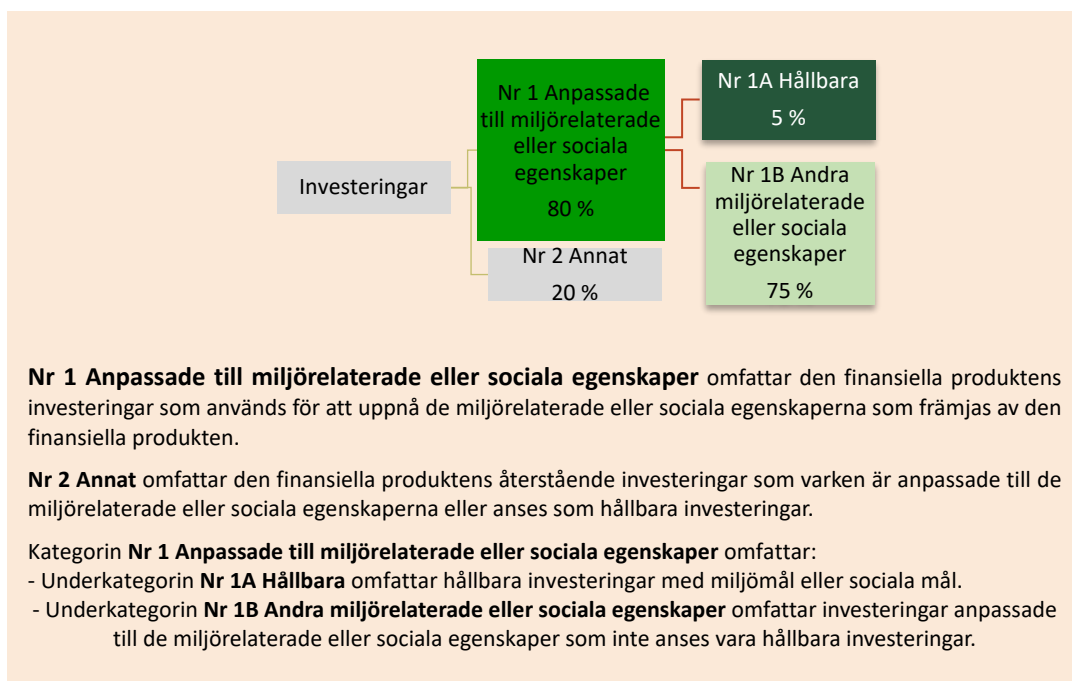 Investeringar
Nr 1 Anpassade
till miljörelaterade
eller sociala
egenskaper
80 %
Nr 2 Annat
20 %
Nr 1A Hållbara
5 %
Nr 1B Andra
miljörelaterade
eller sociala
egenskaper
75 %
Nr 1 Anpassade till miljörelaterade eller sociala egenskaper omfattar den finansiella produktens
investeringar som används för att uppnå de miljörelaterade eller sociala egenskaperna som främjas av den
finansiella produkten.
Nr 2 Annat omfattar den finansiella produktens återstående investeringar som varken är anpassade till de
miljörelaterade eller sociala egenskaperna eller anses som hållbara investeringar.
Kategorin Nr 1 Anpassade till miljörelaterade eller sociala egenskaper omfattar:
- Underkategorin Nr 1A Hållbara omfattar hållbara investeringar med miljömål eller sociala mål.
- Underkategorin Nr 1B Andra miljörelaterade eller sociala egenskaper omfattar investeringar anpassade
till de miljörelaterade eller sociala egenskaper som inte anses vara hållbara investeringar.